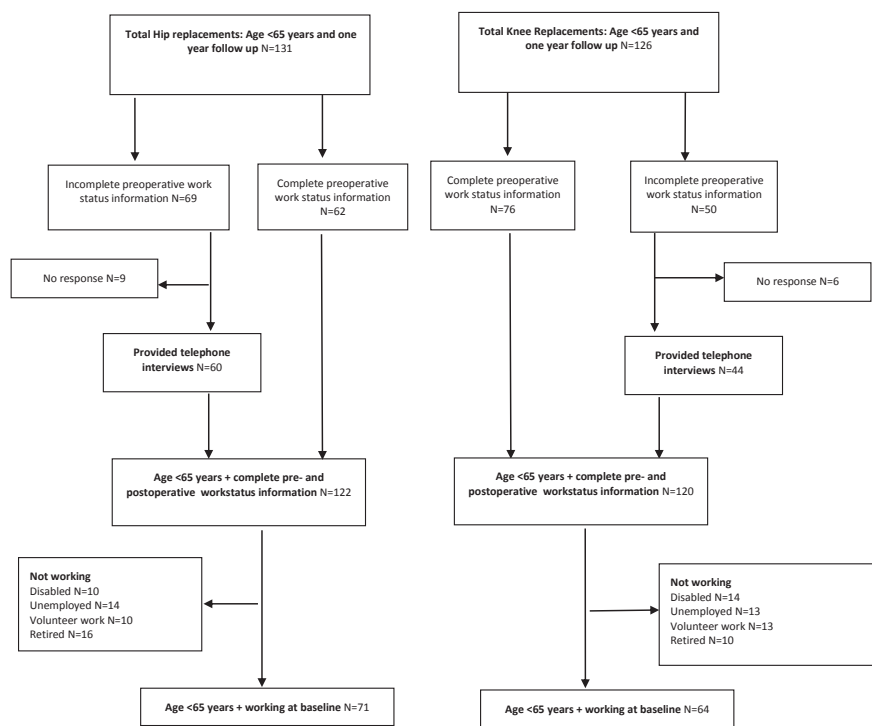 Total Hip replacements: Age <65 years and one
year follow up N=131
Incomplete preoperative work
status information N=69
Complete preoperative
work status information
N=62
No response N=9
Provided telephone
interviews N=60
Age <65 years + complete pre- and
postoperative workstatus information N=122
Not working
Disabled N=10
Unemployed N=14
Volunteer work N=10
Retired N=16
Age <65 years + working at baseline N=71
Total Knee Replacements: Age <65 years and
one year follow up N=126
Complete preoperative
work status information
N=76
Incomplete preoperative
work status information
N=50
No response N=6
Provided telephone
interviews N=44
Age <65 years + complete pre- and
postoperative workstatus information N=120
Not working
Disabled N=14
Unemployed N=13
Volunteer work N=13
Retired N=10
Age <65 years + working at baseline N=64